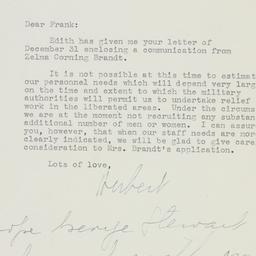 Dear Frank:
Edith has given me your letter of
December 31 enclosing a communication from
Zelma Corning Brandt.
It is not possible at this time to estimat
our personnel needs which will depend very larg
on the time and extent to which the military
authorities will permit us to undertake relief
work in the liberated areas. Under the circums
we are at the moment not recruiting any substan
additional number of men or women. I can assur
you, however, that when our staff needs are mor
clearly indicated, we will be glad to give care
consideration to Mrs. Brandt's application.
Lots of love,
Herbert
George Stewart